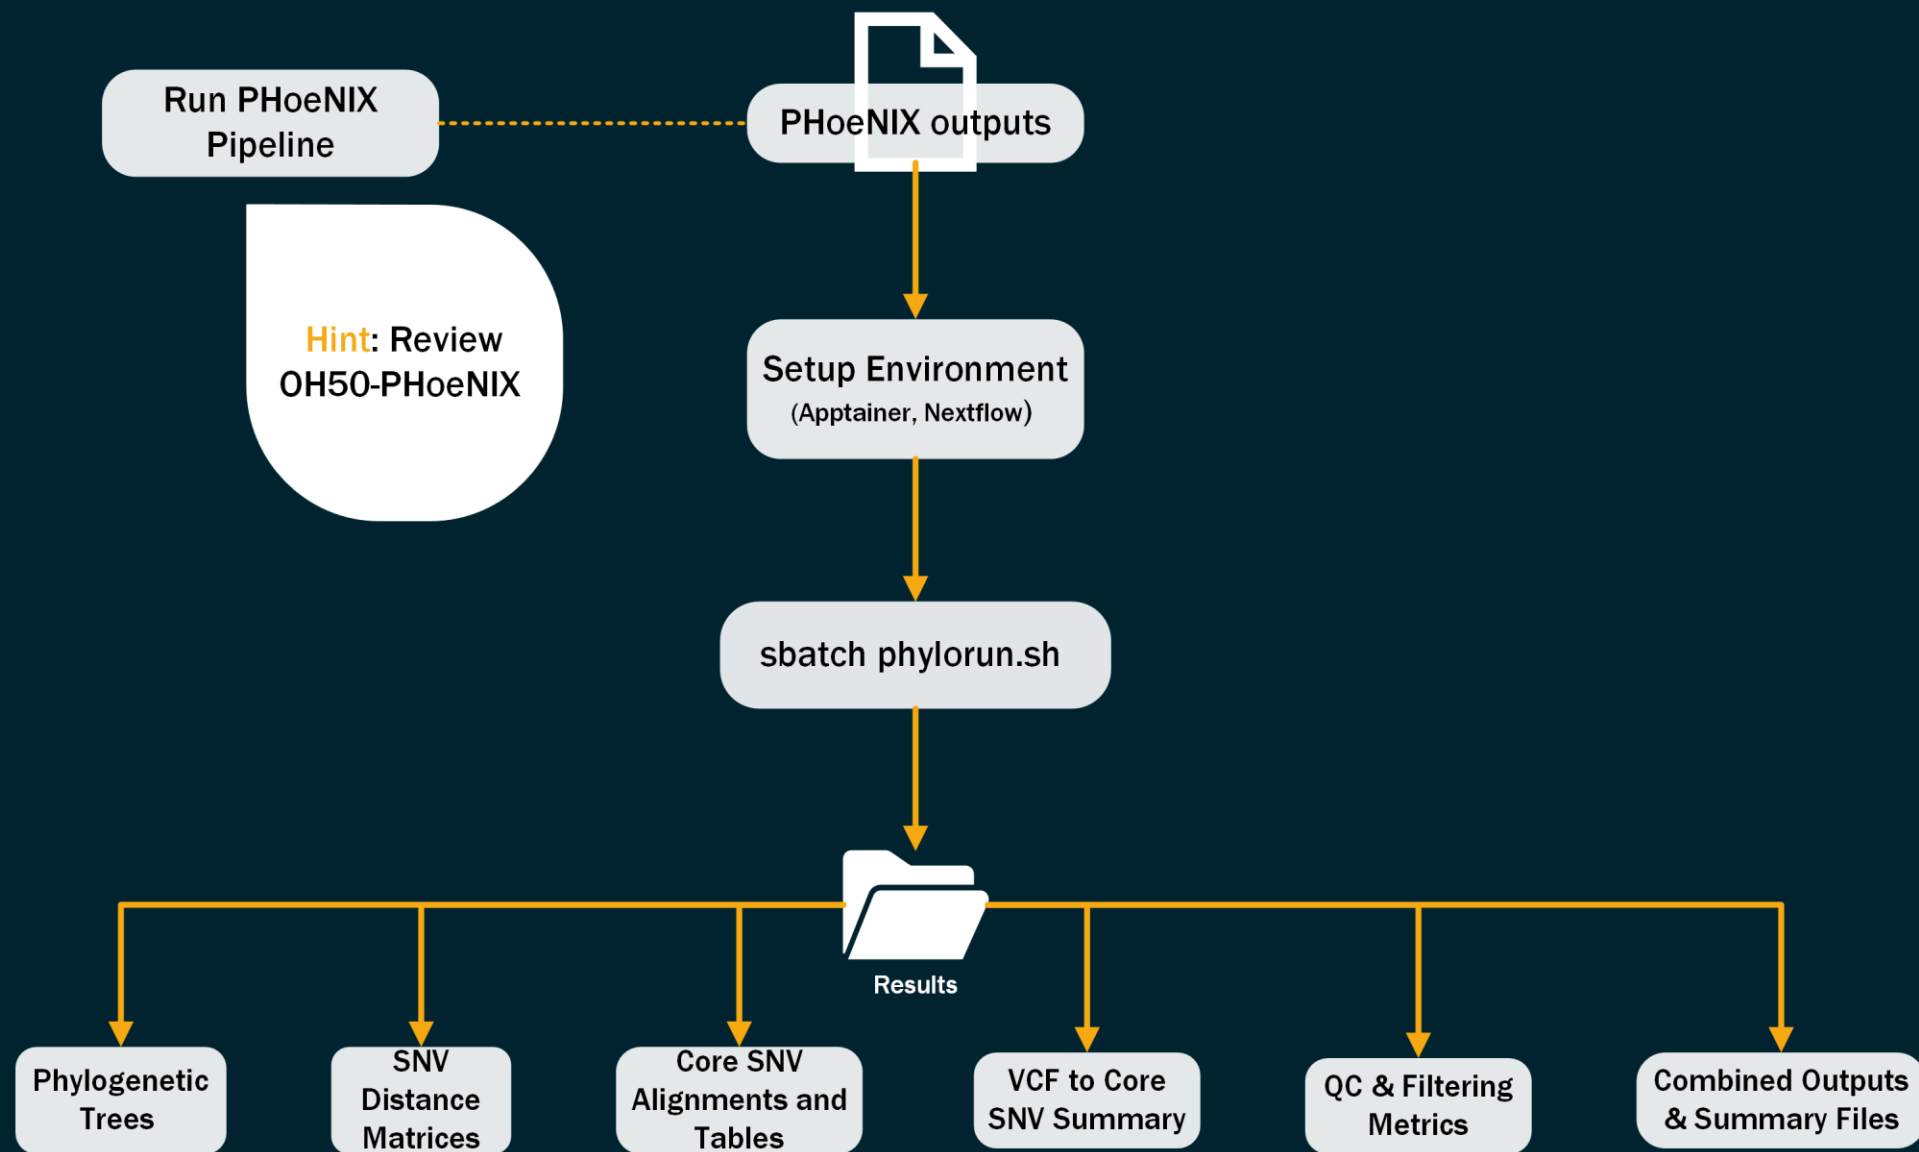 Run PHoeNIX
Pipeline
PHoeNIX outputs
Hint: Review
OH50-PHoeNIX
Setup Environment
(Apptainer, Nextflow)
sbatch phylorun.sh
Results
Phylogenetic
Trees
SNV
Distance
Matrices
Core SNV
Alignments and
Tables
VCF to Core
SNV Summary
QC & Filtering
Metrics
Combined Outputs
& Summary Files